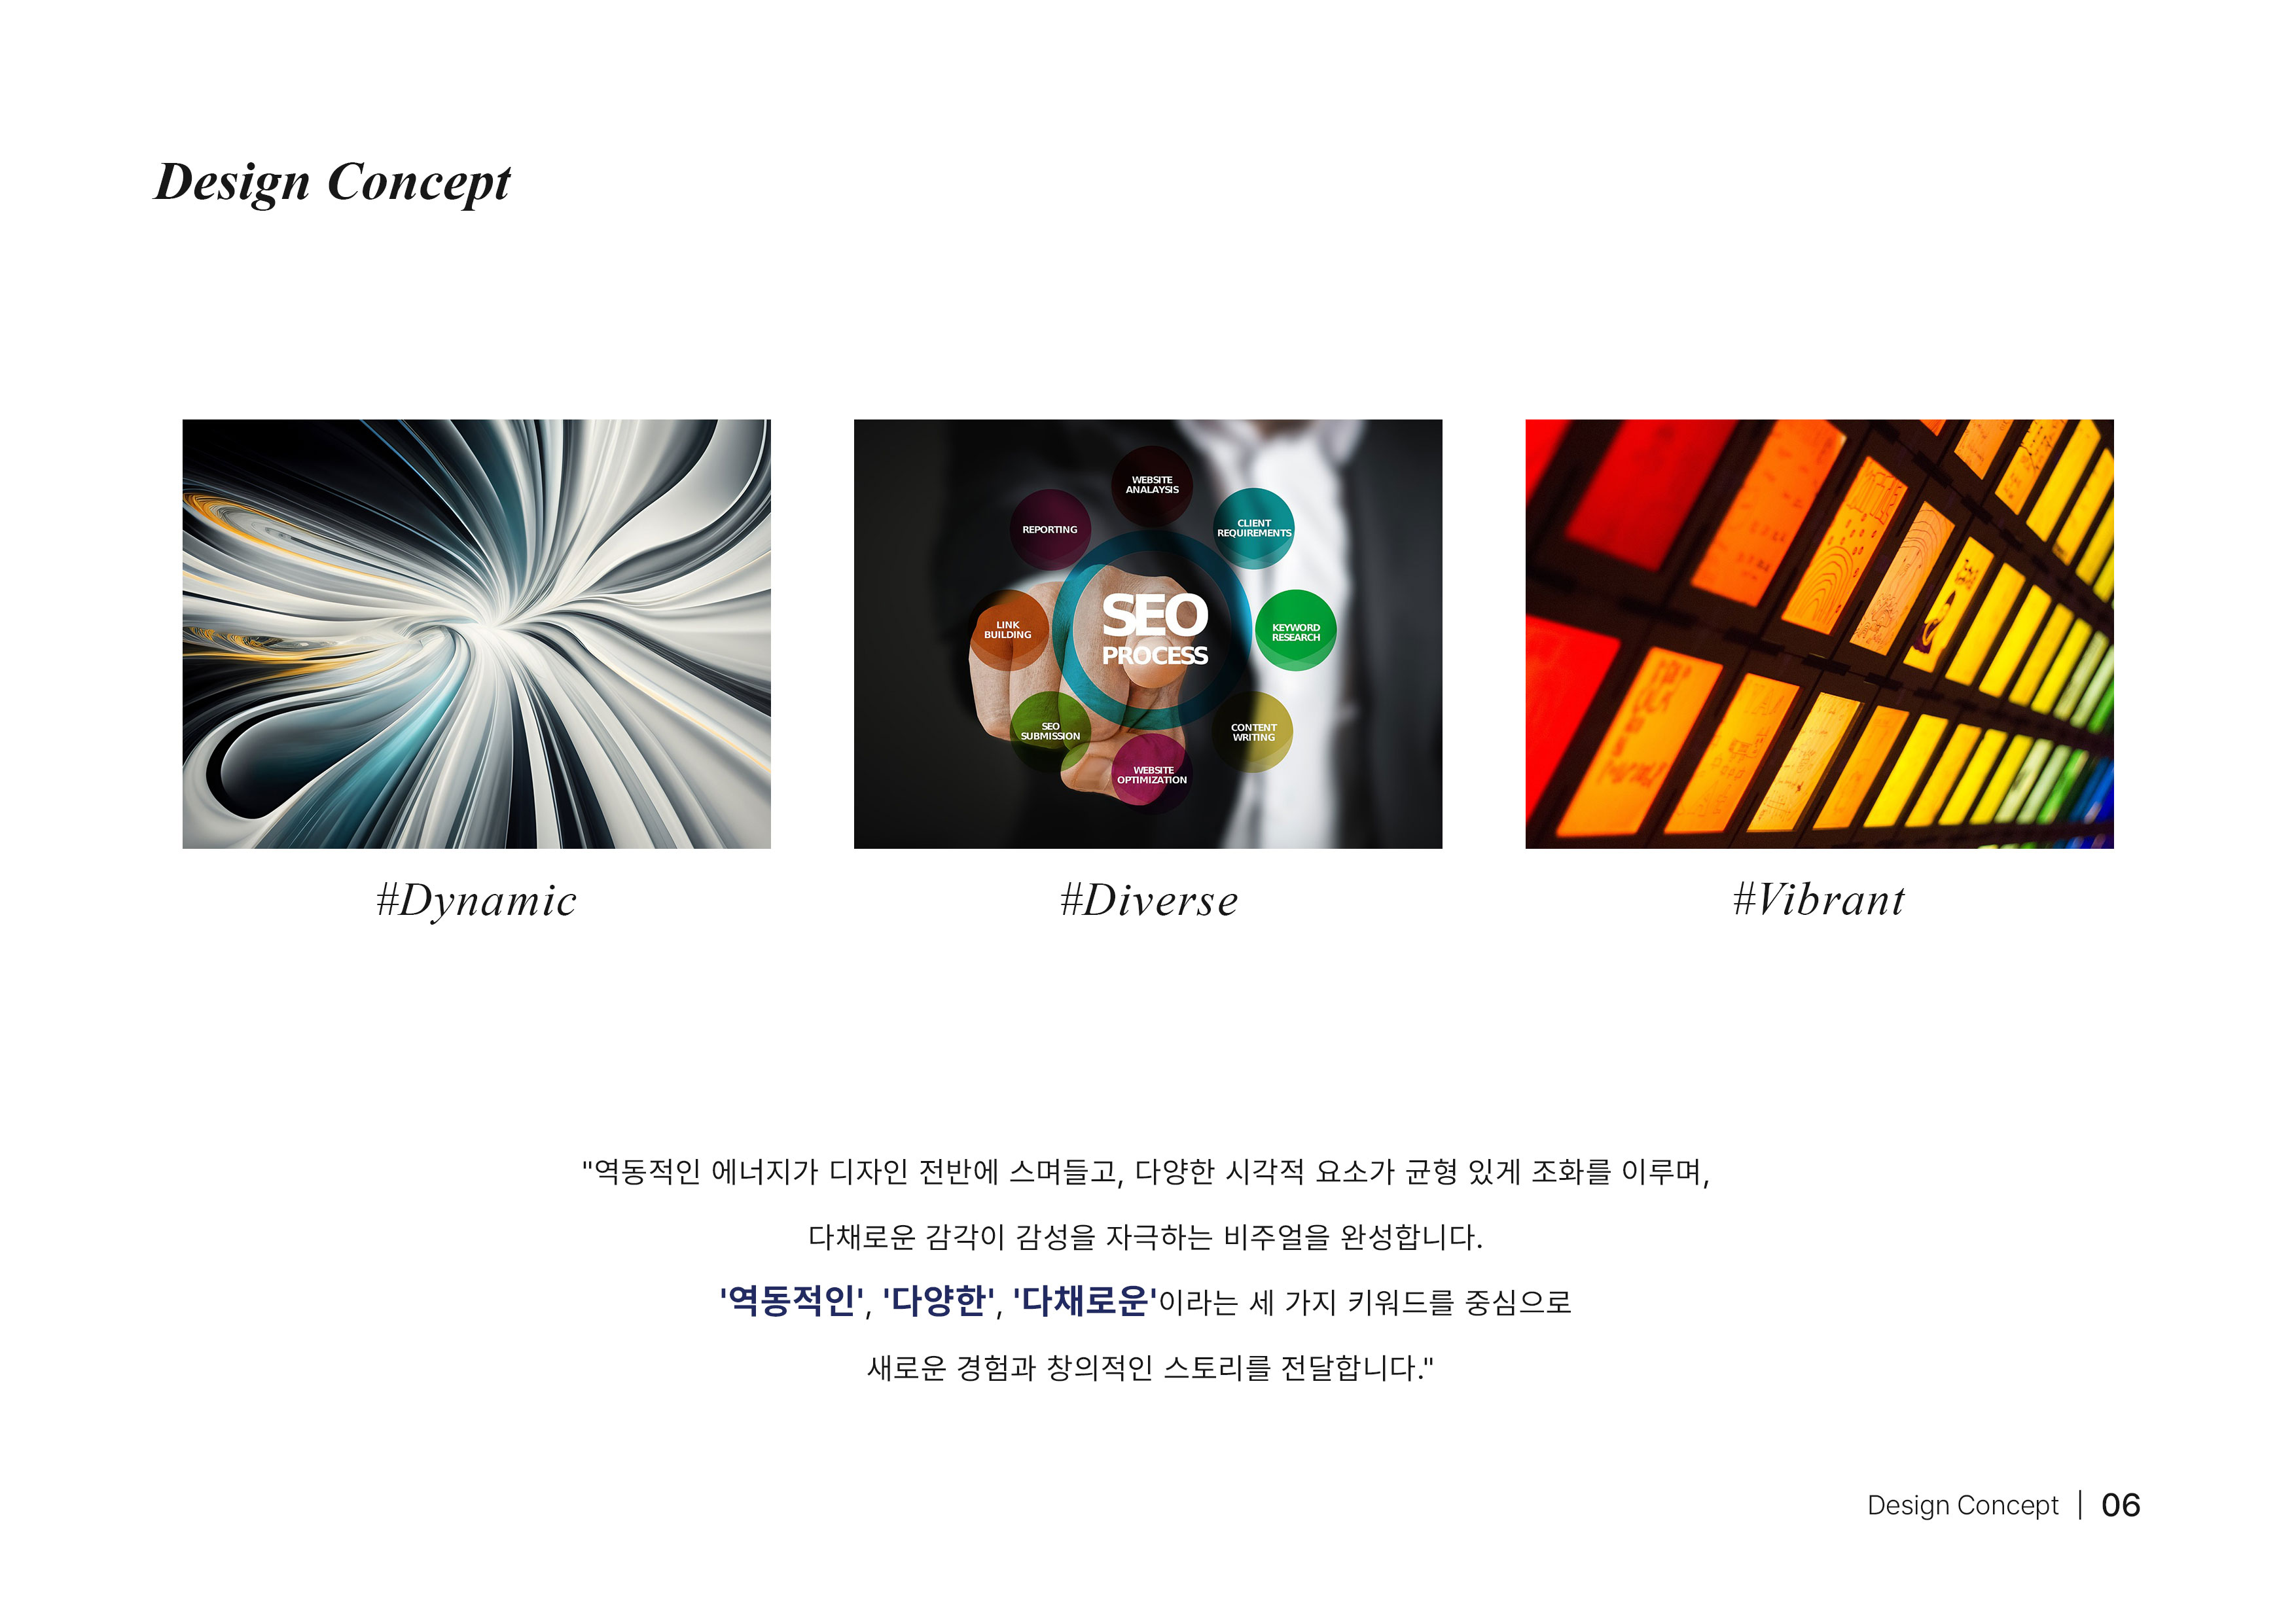 Design Concept
WEBSITE
ANALAYSIS
REPORTING
CLIENT
REQUIREMENTS
SEO
PROCESS
LINK
BUILDING
KEYWORD
RESEARCH
SEO
SUBMISSION
CONTENT
WRITING
WEBSITE
OPTIMIZATION
#Dynamic
#Diverse
#Vibrant
"역동적인 에너지가 디자인 전반에 스며들고, 다양한 시각적 요소가 균형 있게 조화를 이루며,
다채로운 감각이 감성을 자극하는 비주얼을 완성합니다.
'역동적인', '다양한', '다채로운'이라는 세 가지 키워드를 중심으로
새로운 경험과 창의적인 스토리를 전달합니다."
Design Concept | 06